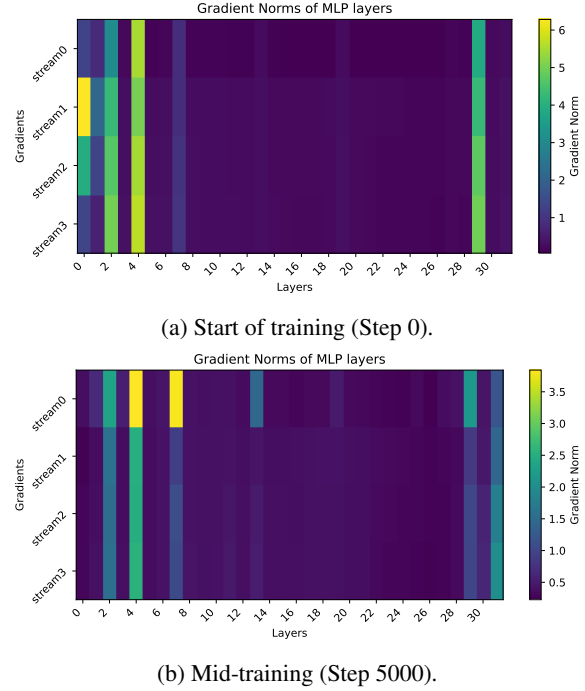 Gradient Norms of MLP layers
stream0
stream1
stream2
stream3
Gradients
0 2 4 6 8 10 12 14 16 18 20 22 24 26 28 30
Layers
6
5
4
3
2
1
Gradient Norm
(a) Start of training (Step 0).
Gradient Norms of MLP layers
stream0
stream1
stream2
stream3
Gradients
0 2 4 6 8 10 12 14 16 18 20 22 24 26 28 30
Layers
3.5
3.0
2.5
2.0
1.5
1.0
0.5
Gradient Norm
(b) Mid-training (Step 5000).